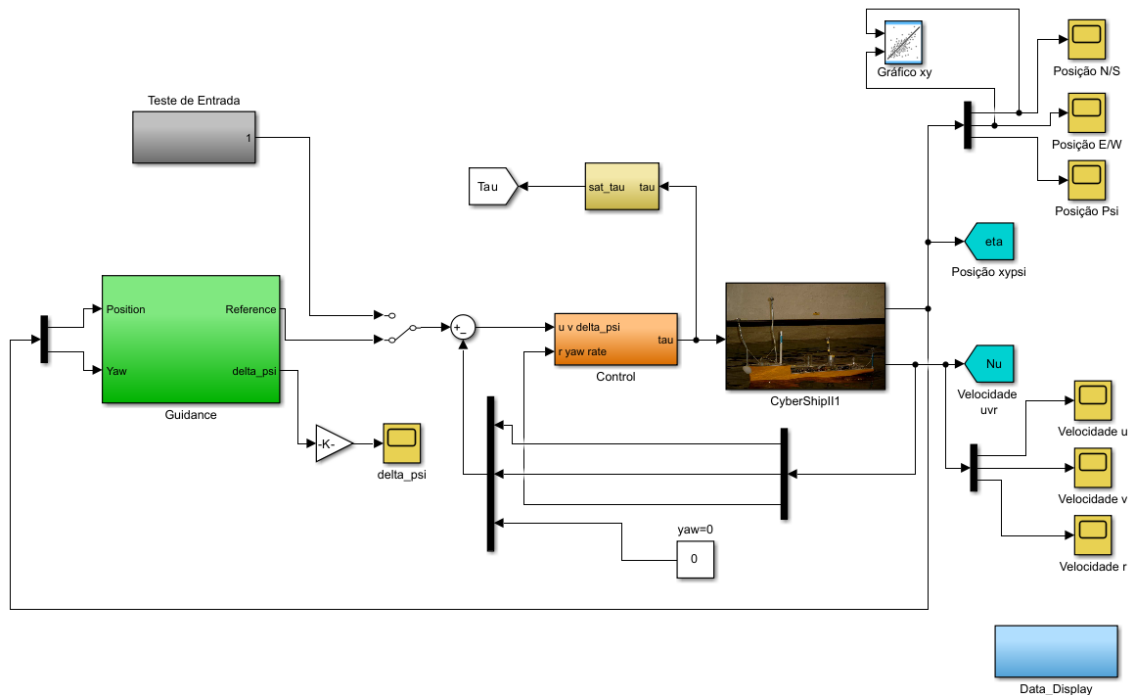 Gráfico xy
Posição N/S
Posição E/W
Posição Psi
Teste de Entrada
1
Tau
sat_tau
tau
eta
Posição xypsi
Position
Yaw
Reference
delta_psi
Guidance
+
_
u v delta_psi
r yaw rate
tau
Control
CyberShipII1
Nu
Velocidade
uvr
-K-
delta_psi
yaw=0
0
Velocidade u
Velocidade v
Velocidade r
Data_Display